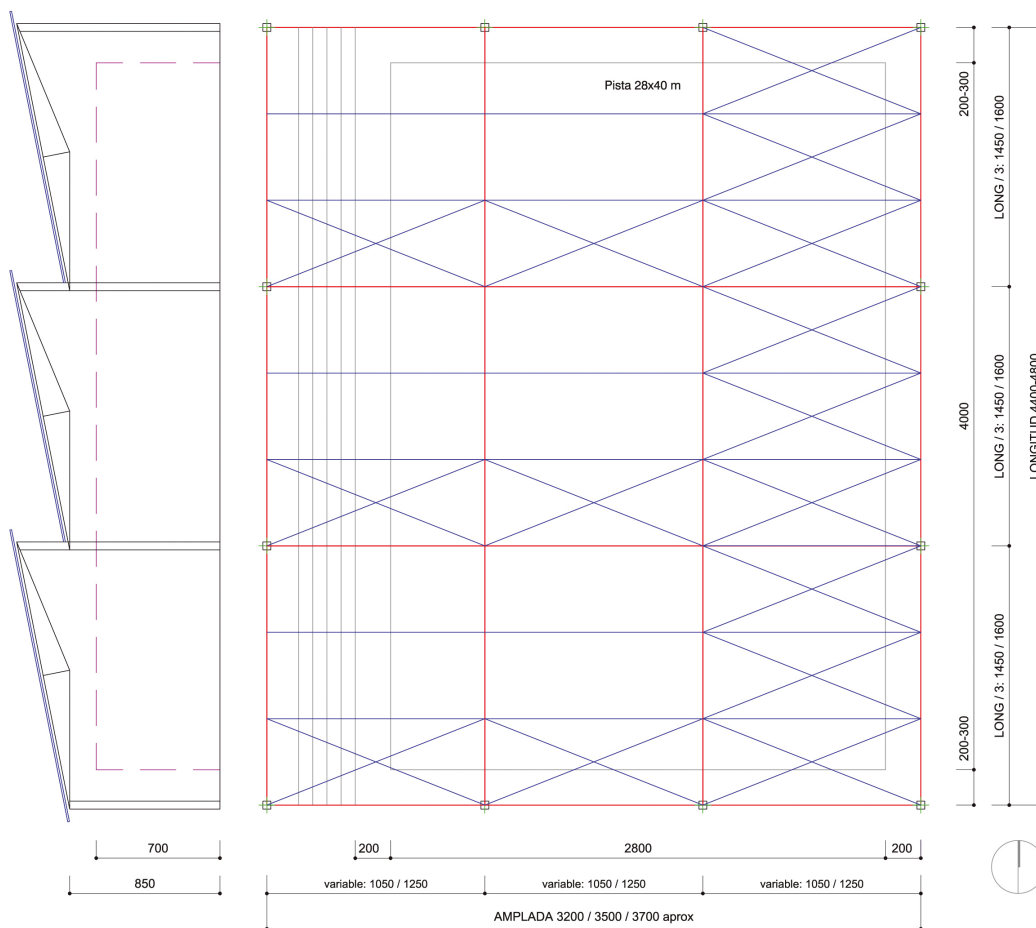 Pista 28x40 m
200-300
LONG / 3: 1450 / 1600
4000
LONG / 3: 1450 / 1600
LONGITUD 4400-4800
200-300
LONG / 3: 1450 / 1600
700
200
2800
200
850
variable: 1050 / 1250
variable: 1050 / 1250
variable: 1050 / 1250
AMPLADA 3200 / 3500 / 3700 aprox